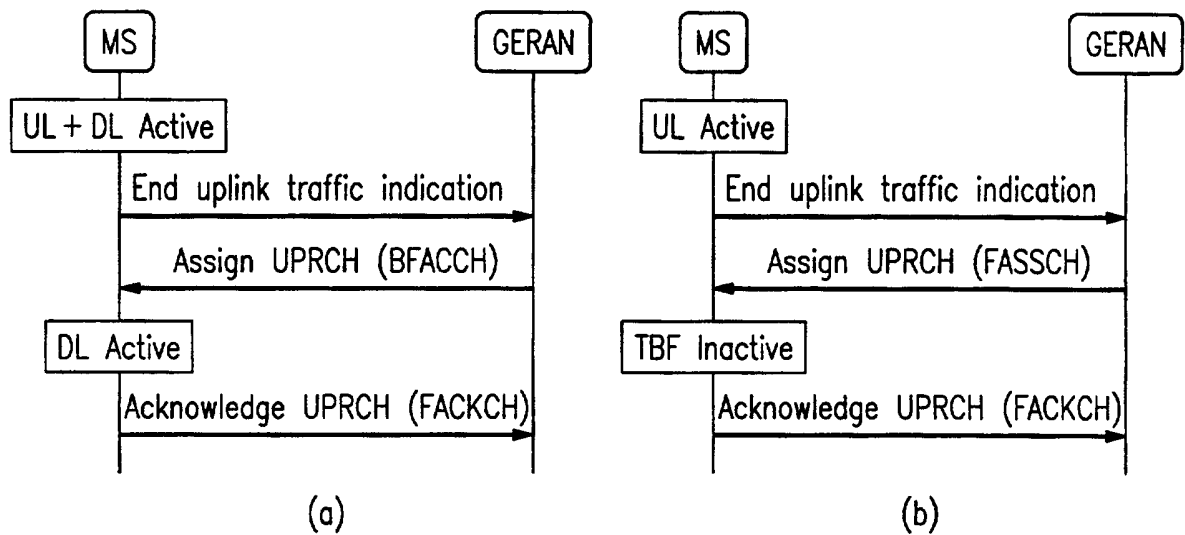 MS
GERAN
UL + DL Active
End uplink traffic indication
Assign UPRCH (BFACCH)
DL Active
Acknowledge UPRCH (FACKCH)
(a)
MS
GERAN
UL Active
End uplink traffic indication
Assign UPRCH (FASSCH)
TBF Inactive
Acknowledge UPRCH (FACKCH)
(b)